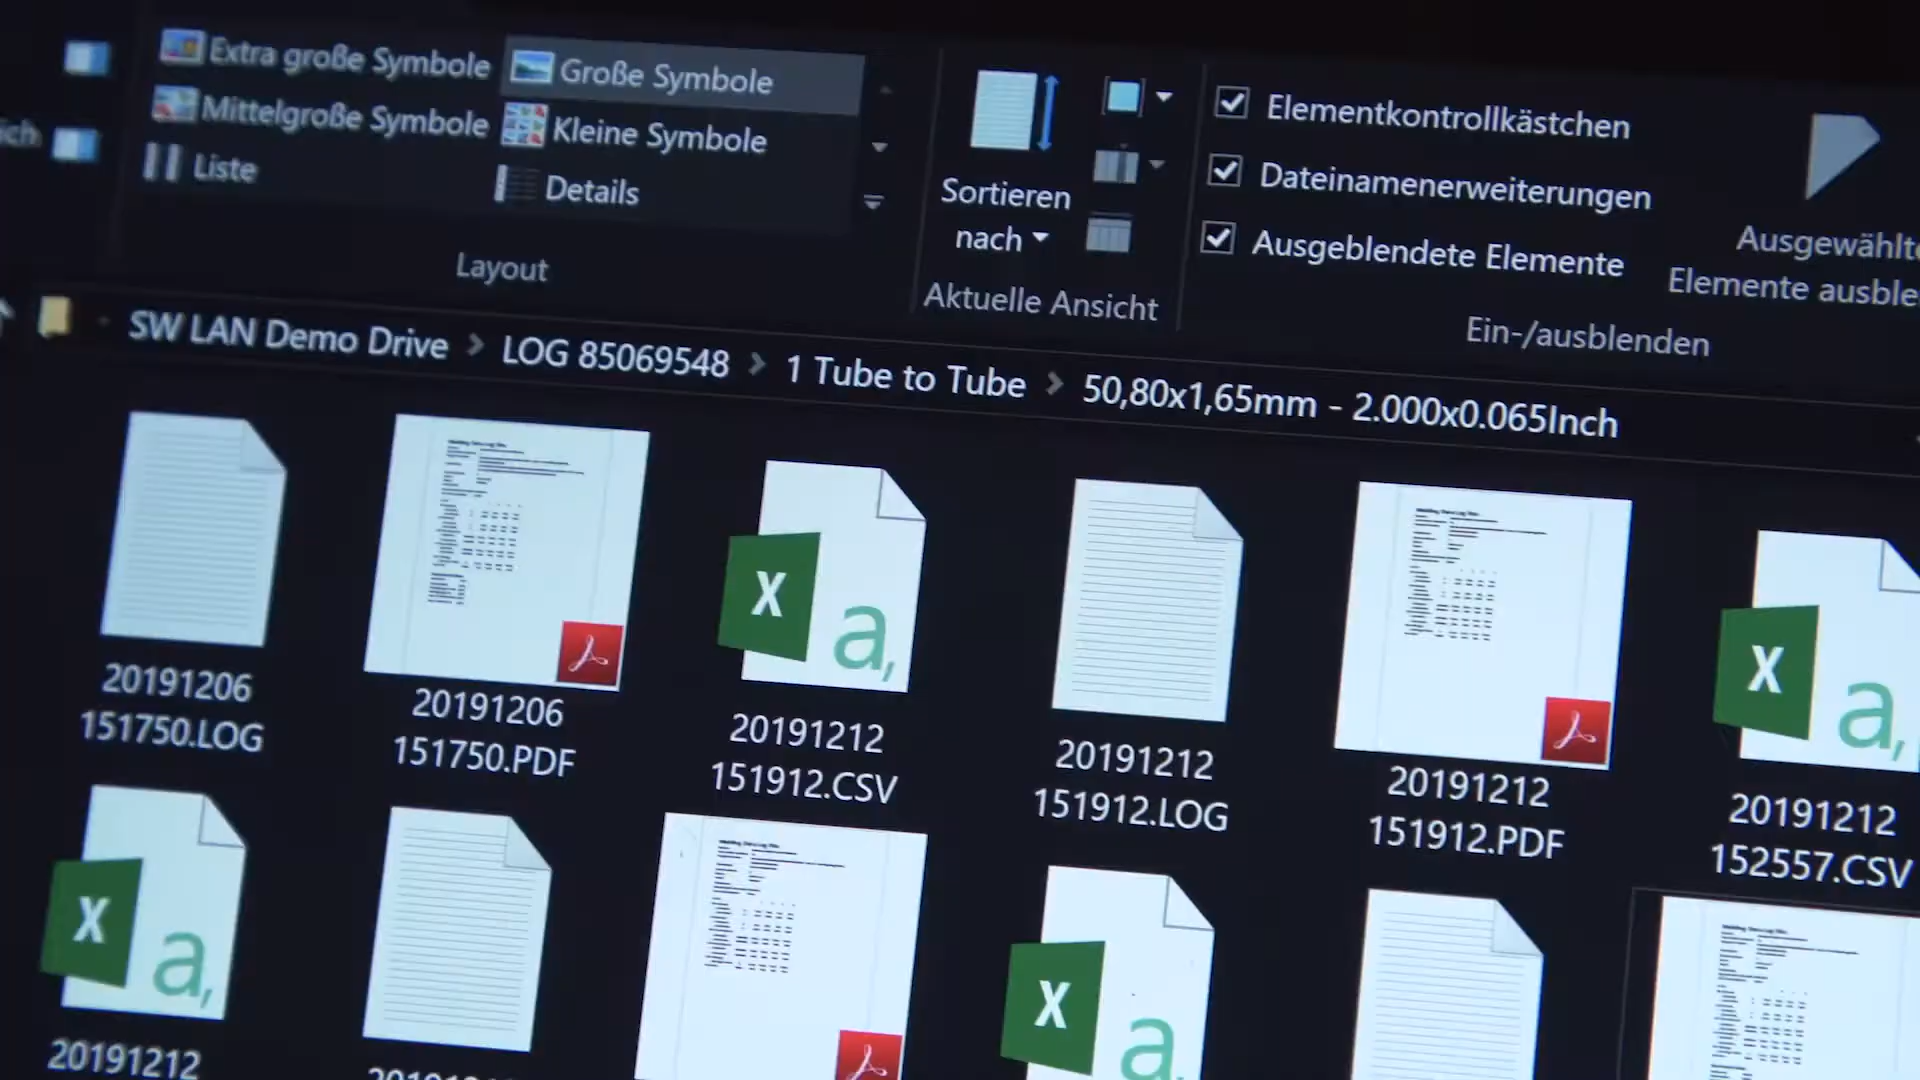 Extra große Symbole
Große Symbole
Mittelgroße Symbole
Kleine Symbole
Liste
Details
Layout
Sortieren
nach
Aktuelle Ansicht
Elementkontrollkästchen
Dateinamenerweiterungen
Ausgeblendete Elemente
Ausgewählte
Elemente ausble
Ein-/ausblenden
SW LAN Demo Drive > LOG 85069548 > 1 Tube to Tube > 50,80x1,65mm - 2.000x0.065Inch
20191206
151750.LOG
20191206
151750.PDF
20191212
151912.CSV
20191212
151912.LOG
20191212
151912.PDF
20191212
152557.CSV
20191212